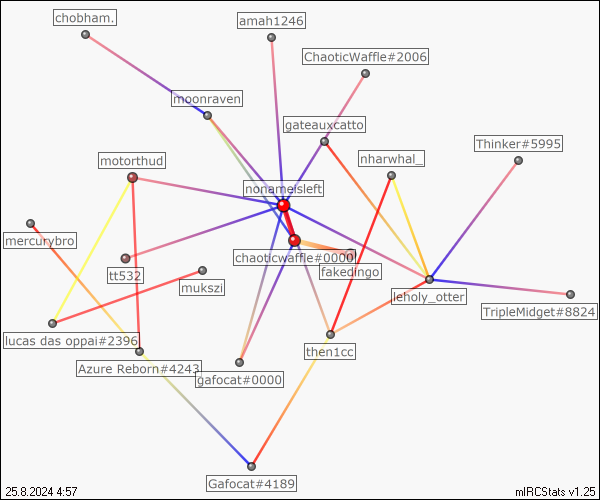 chobham.
amah1246
ChaoticWaffle#2006
moonraven
gateauxcatto
Thinker#5995
motorthud
nharwhal_
nonameisleft
mercurybro
chaoticwaffle#0000
fakedingo
tt532
mukszi
leholy_otter
TripleMidget#8824
lucas das oppai#2396
then1cc
Azure Reborn#4243
gafocat#0000
Gafocat#4189
25.8.2024 4:57
mIRCStats v1.25